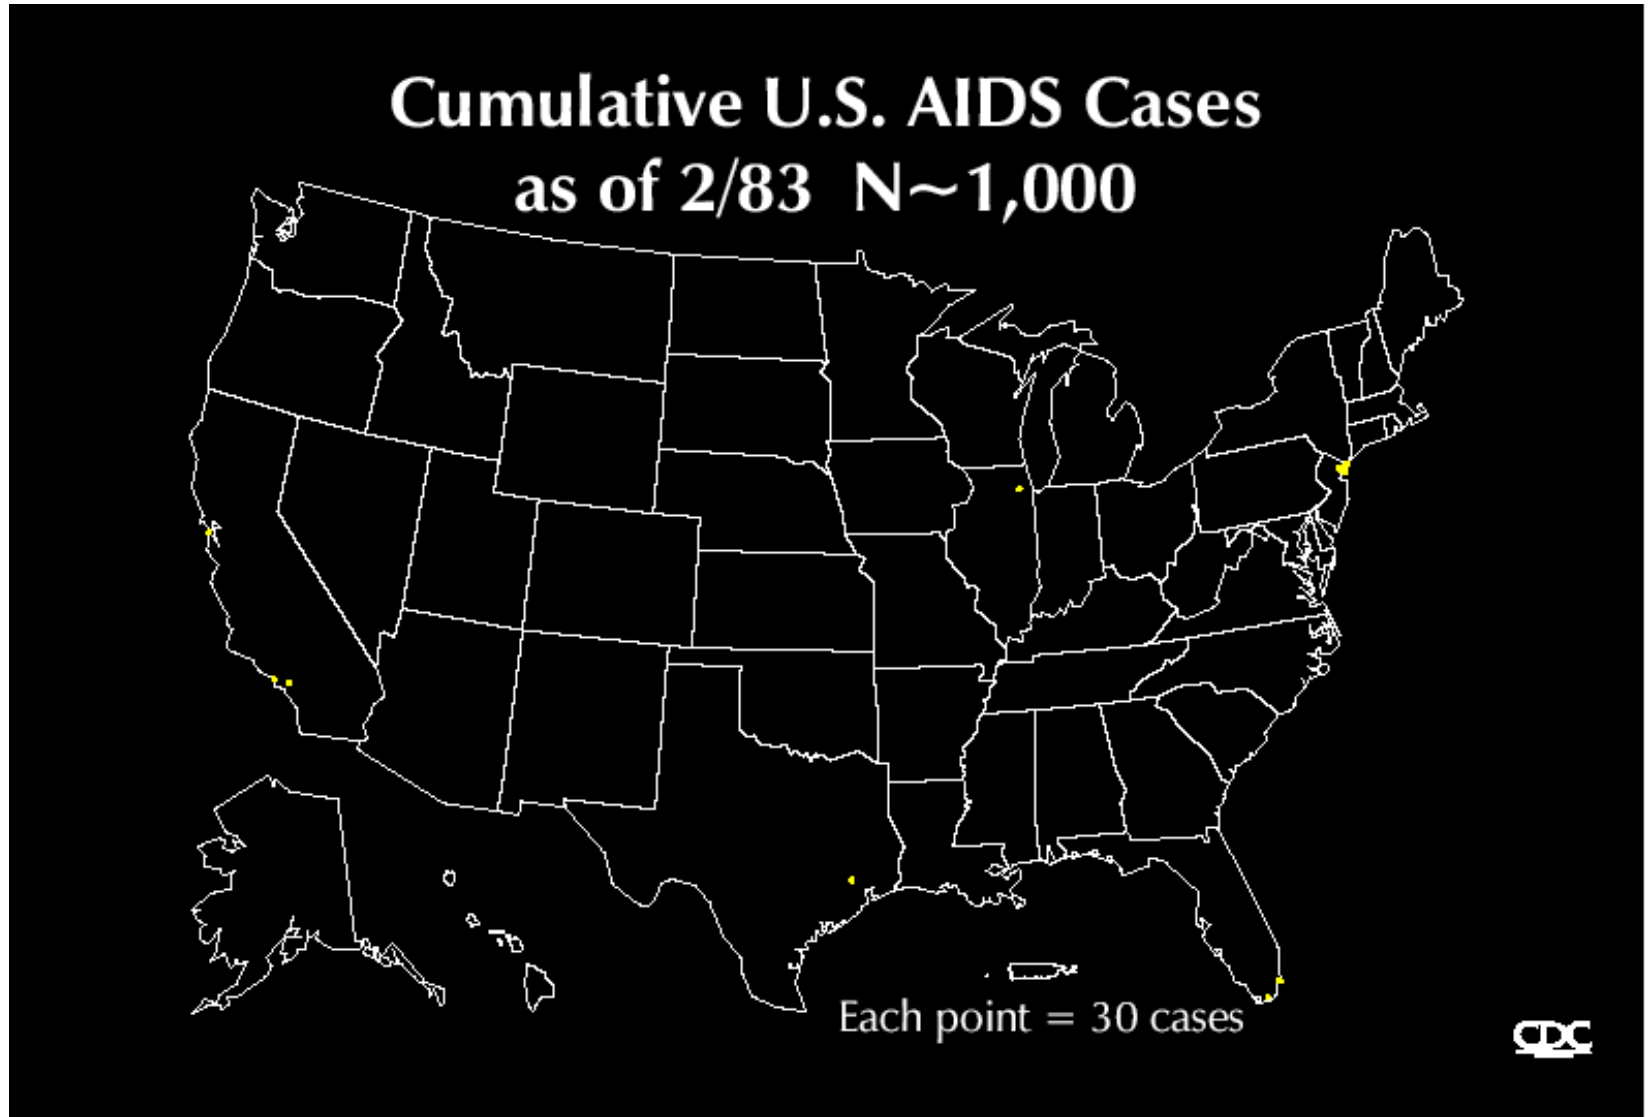 Cumulative U.S. AIDS Cases
as of 2/83 N~1,000
Each point = 30 cases
CDC